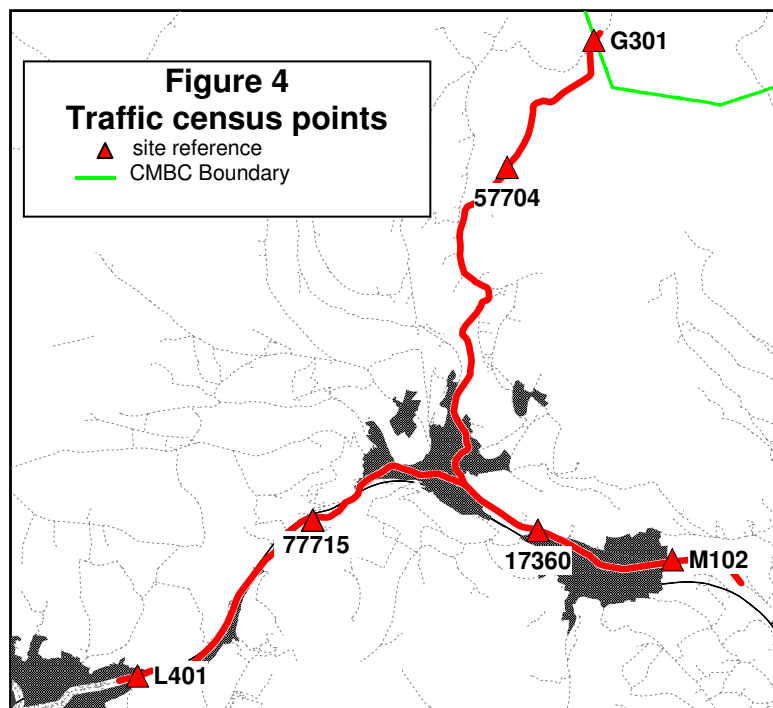 Figure 4
Traffic census points
site reference
CMBC Boundary
G301
57704
77715
17360
M102
L401